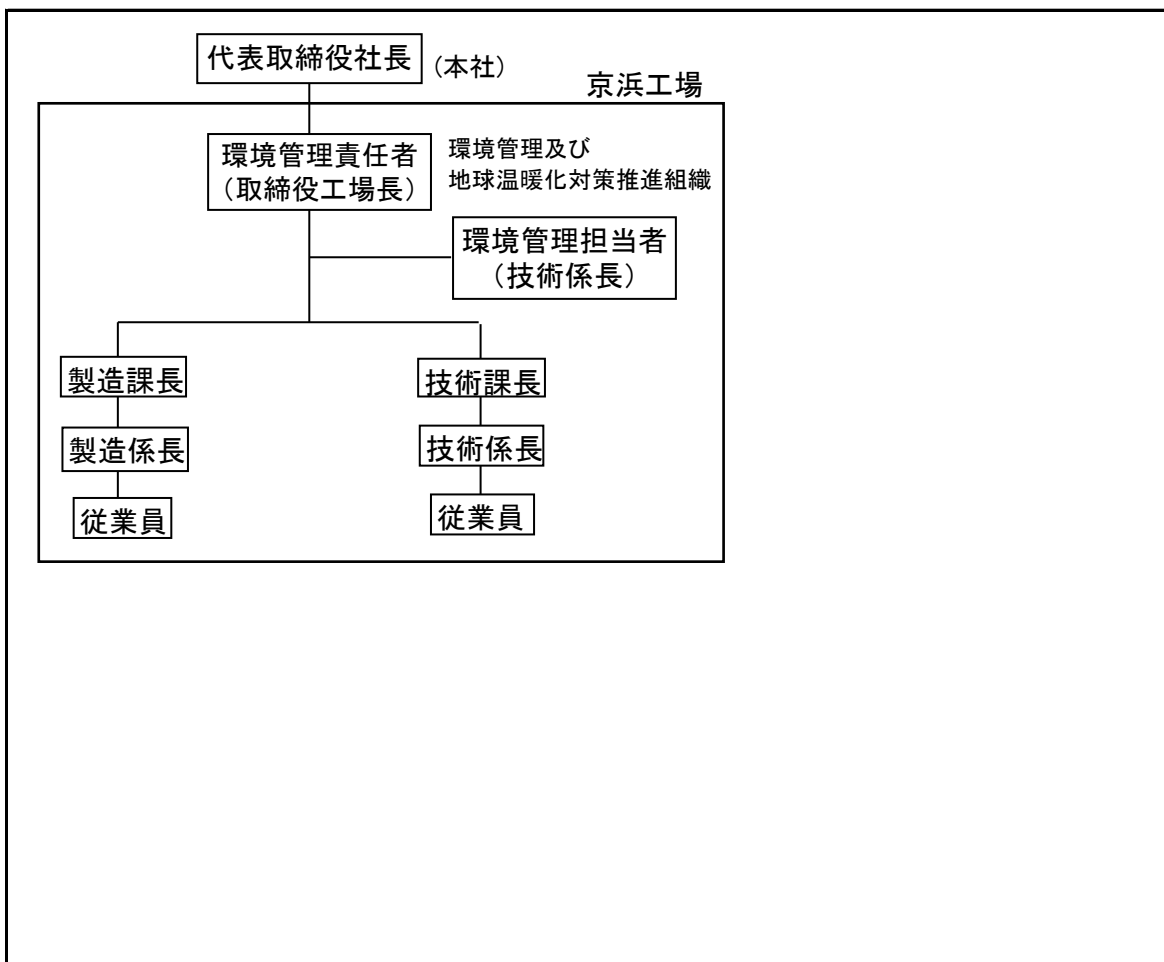 代表取締役社長
(本社)
京浜工場
環境管理責任者
(取締役工場長)
環境管理及び
地球温暖化対策推進組織
環境管理担当者
(技術係長)
製造課長
技術課長
製造係長
技術係長
従業員
従業員